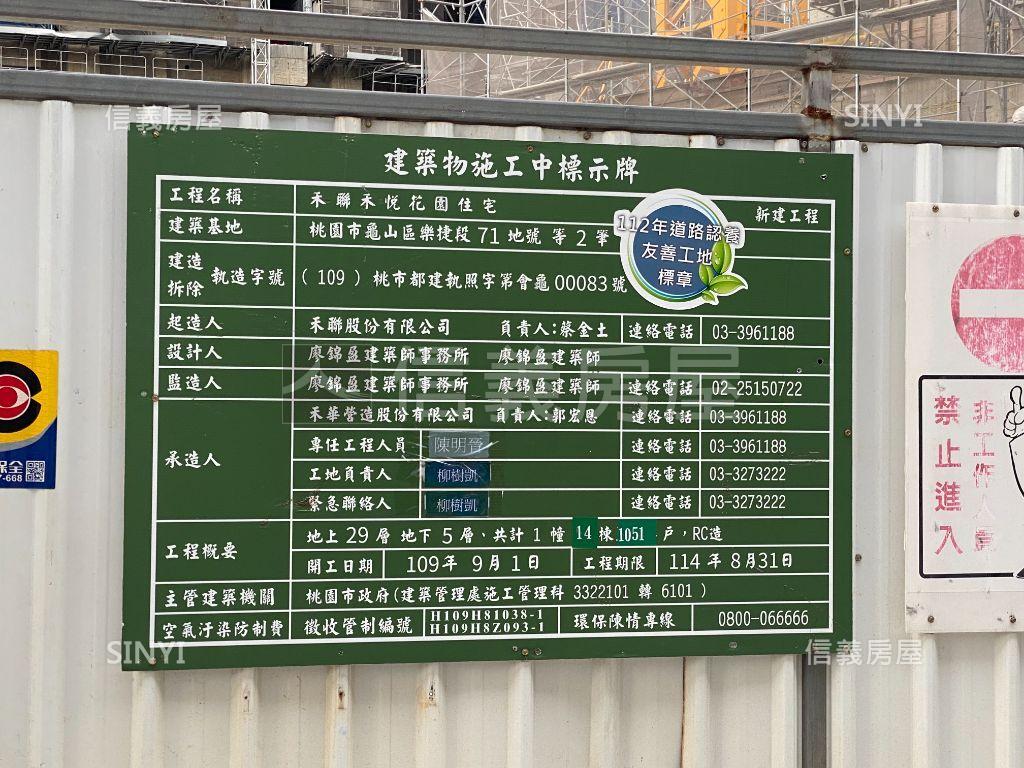 信義房屋 SINYI
建築物施工中標示牌
工程名稱 禾聯禾悅花園住宅 新建工程
建築基地 桃園市龜山區樂捷段 71 地號 等 2 筆
112年道路認養
友善工地
標章
建造
拆除 執造字號 ( 109 ) 桃市都建執照字第會龜 00083 號
起造人 禾聯股份有限公司 負責人:蔡金土 連絡電話 03-3961188
設計人 廖錦盈建築師事務所 廖錦盈建築師
監造人 廖錦盈建築師事務所 廖錦盈建築師 連絡電話 02-25150722
信義房屋
承造人 禾華營造股份有限公司 負責人:郭宏恩 連絡電話 03-3961188
專任工程人員 陳明晉 連絡電話 03-3961188
工地負責人 柳樹凱 連絡電話 03-3273222
緊急聯絡人 柳樹凱 連絡電話 03-3273222
工程概要 地上 29 層 地下 5 層、共計 1 幢 14 棟 1051 戶, RC造
開工日期 109年 9月1日 工程期限 114年 8月31日
主管建築機關 桃園市政府(建築管理處施工管理科 3322101 轉 6101 )
空氣汙染防制費 徵收管制編號 H109H81038-1
H109H8Z093-1 環保陳情專線 0800-066666
SINYI 信義房屋
保全
7-668
禁止進入
非工作人員